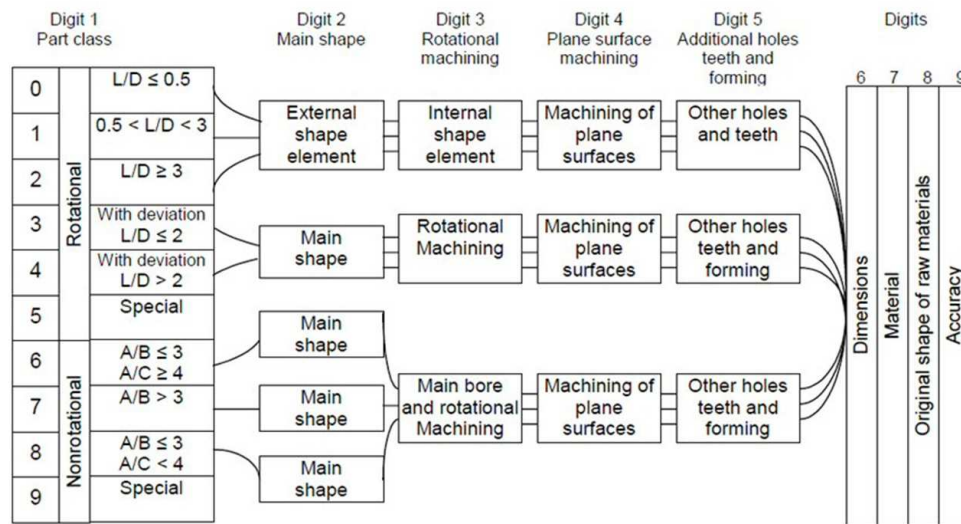 Digit 1
Part class
Digit 2
Main shape
Digit 3
Rotational
machining
Digit 4
Plane surface
machining
Digit 5
Additional holes
teeth and
forming
Digits
6
7
8
9
0
1
2
3
4
5
6
7
8
9
Rotational
Nonrotational
L/D ≤ 0.5
0.5 < L/D < 3
L/D ≥ 3
With deviation
L/D ≤ 2
With deviation
L/D > 2
Special
A/B ≤ 3
A/C ≥ 4
A/B > 3
A/B ≤ 3
A/C < 4
Special
External
shape
element
Internal
shape
element
Machining of
plane
surfaces
Other holes
and teeth
Main
shape
Rotational
Machining
Machining of
plane
surfaces
Other holes
teeth and
forming
Main
shape
Main
shape
Main
shape
Main bore
and rotational
Machining
Machining of
plane
surfaces
Other holes
teeth and
forming
Dimensions
Material
Original shape of raw materials
Accuracy